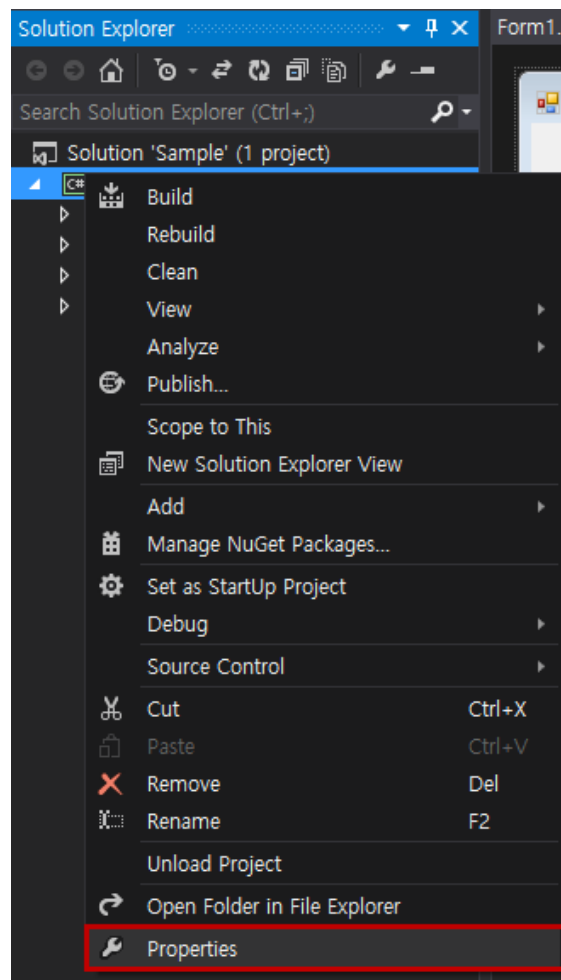 Solution Explorer
Form1.
Search Solution Explorer (Ctrl+;)
Solution 'Sample' (1 project)
C#
Build
Rebuild
Clean
View
Analyze
Publish...
Scope to This
New Solution Explorer View
Add
Manage NuGet Packages...
Set as StartUp Project
Debug
Source Control
Cut Ctrl+X
Paste Ctrl+V
Remove Del
Rename F2
Unload Project
Open Folder in File Explorer
Properties